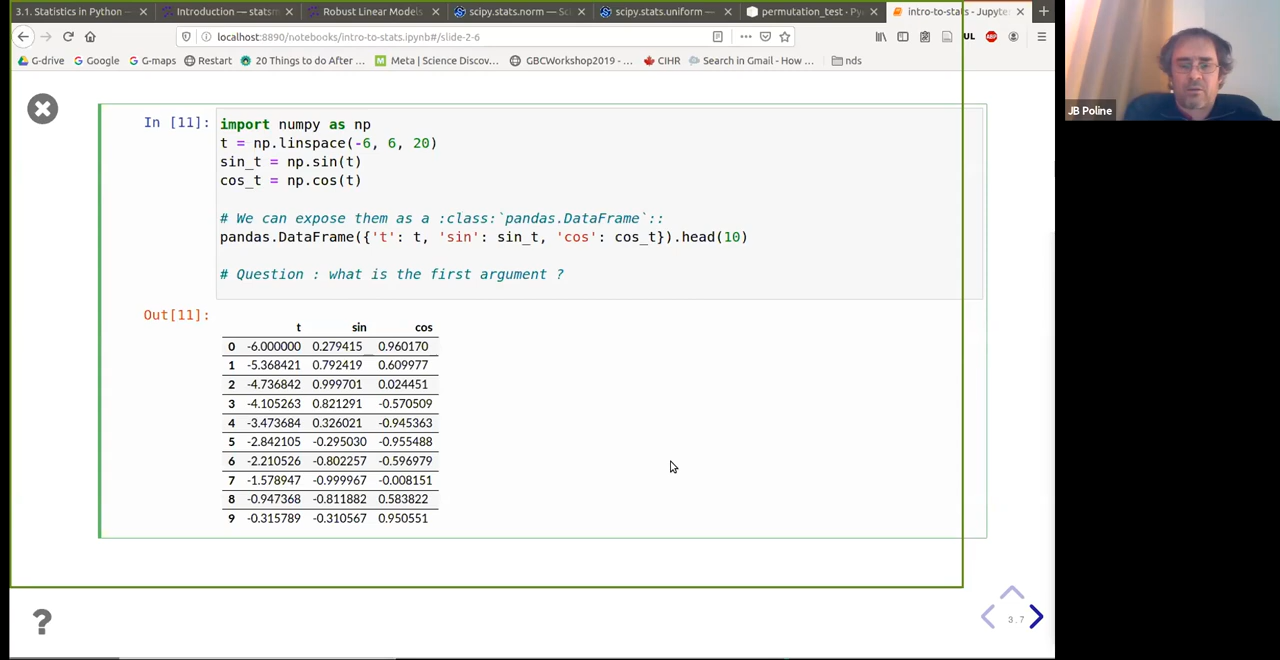 3.1. Statistics in Python —
Introduction — statsm
Robust Linear Models
scipy.stats.norm — Sc
scipy.stats.uniform —
permutation_test - Py
intro-to-stats - Jupyte
localhost:8890/notebooks/intro-to-stats.ipynb#/slide-2-6
UL
ABP
G-drive
Google
G-maps
Restart
20 Things to do After ...
M
Meta | Science Discov...
GBCWorkshop2019 - ...
CIHR
Search in Gmail - How ...
nds
JB Poline
In [11]:
import numpy as np
t = np.linspace(-6, 6, 20)
sin_t = np.sin(t)
cos_t = np.cos(t)
# We can expose them as a :class:`pandas.DataFrame`::
pandas.DataFrame({'t': t, 'sin': sin_t, 'cos': cos_t}).head(10)
# Question : what is the first argument ?
Out[11]:
t sin cos
0 -6.000000 0.279415 0.960170
1 -5.368421 0.792419 0.609977
2 -4.736842 0.999701 0.024451
3 -4.105263 0.821291 -0.570509
4 -3.473684 0.326021 -0.945363
5 -2.842105 -0.295030 -0.955488
6 -2.210526 -0.802257 -0.596979
7 -1.578947 -0.999967 -0.008151
8 -0.947368 -0.811882 0.583822
9 -0.315789 -0.310567 0.950551
?
3.7